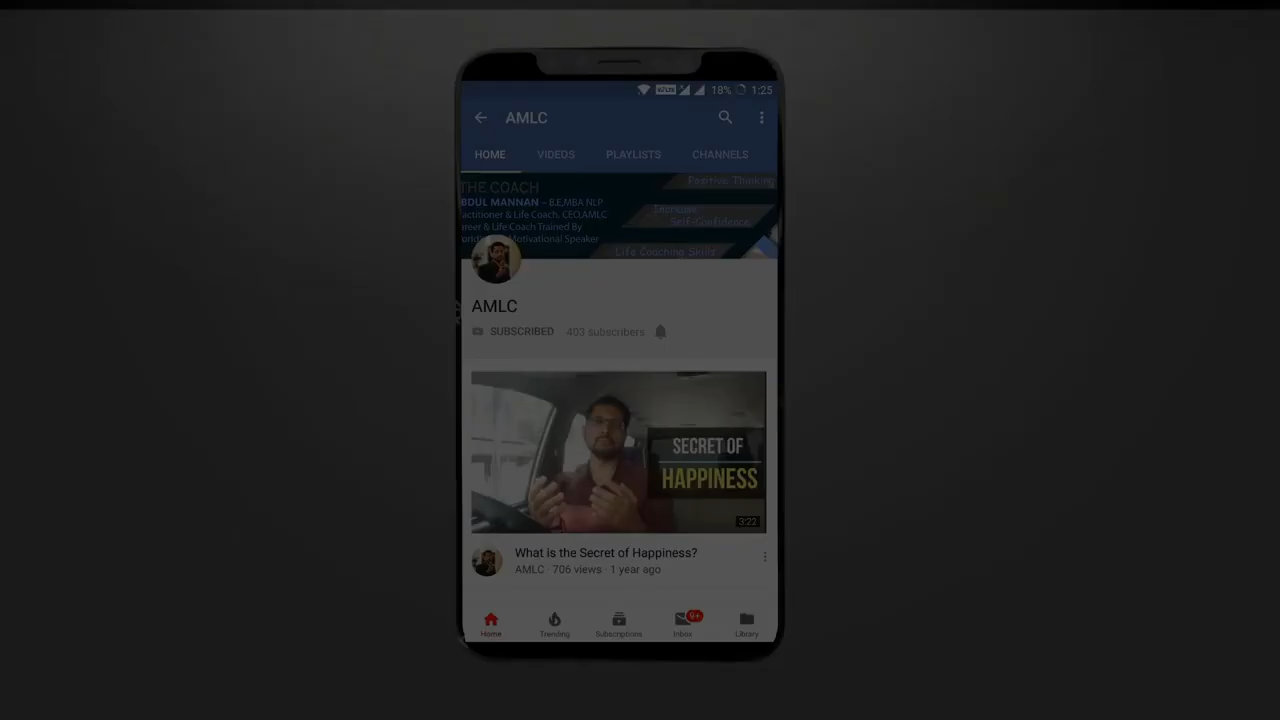 18% 1:25
AMLC
HOME VIDEOS PLAYLISTS CHANNELS
THE COACH
BDUL MANNAN – B.E,MBA NLP
actitioner & Life Coach. CEO,AMLC
reer & Life Coach Trained By
Motivational Speaker
Positive Thinking
Increase
Self-Confidence
Life Coaching Skills
AMLC
SUBSCRIBED 403 subscribers
SECRET OF
HAPPINESS
3:22
What is the Secret of Happiness?
AMLC · 706 views · 1 year ago
9+
Home Trending Subscriptions Inbox Library